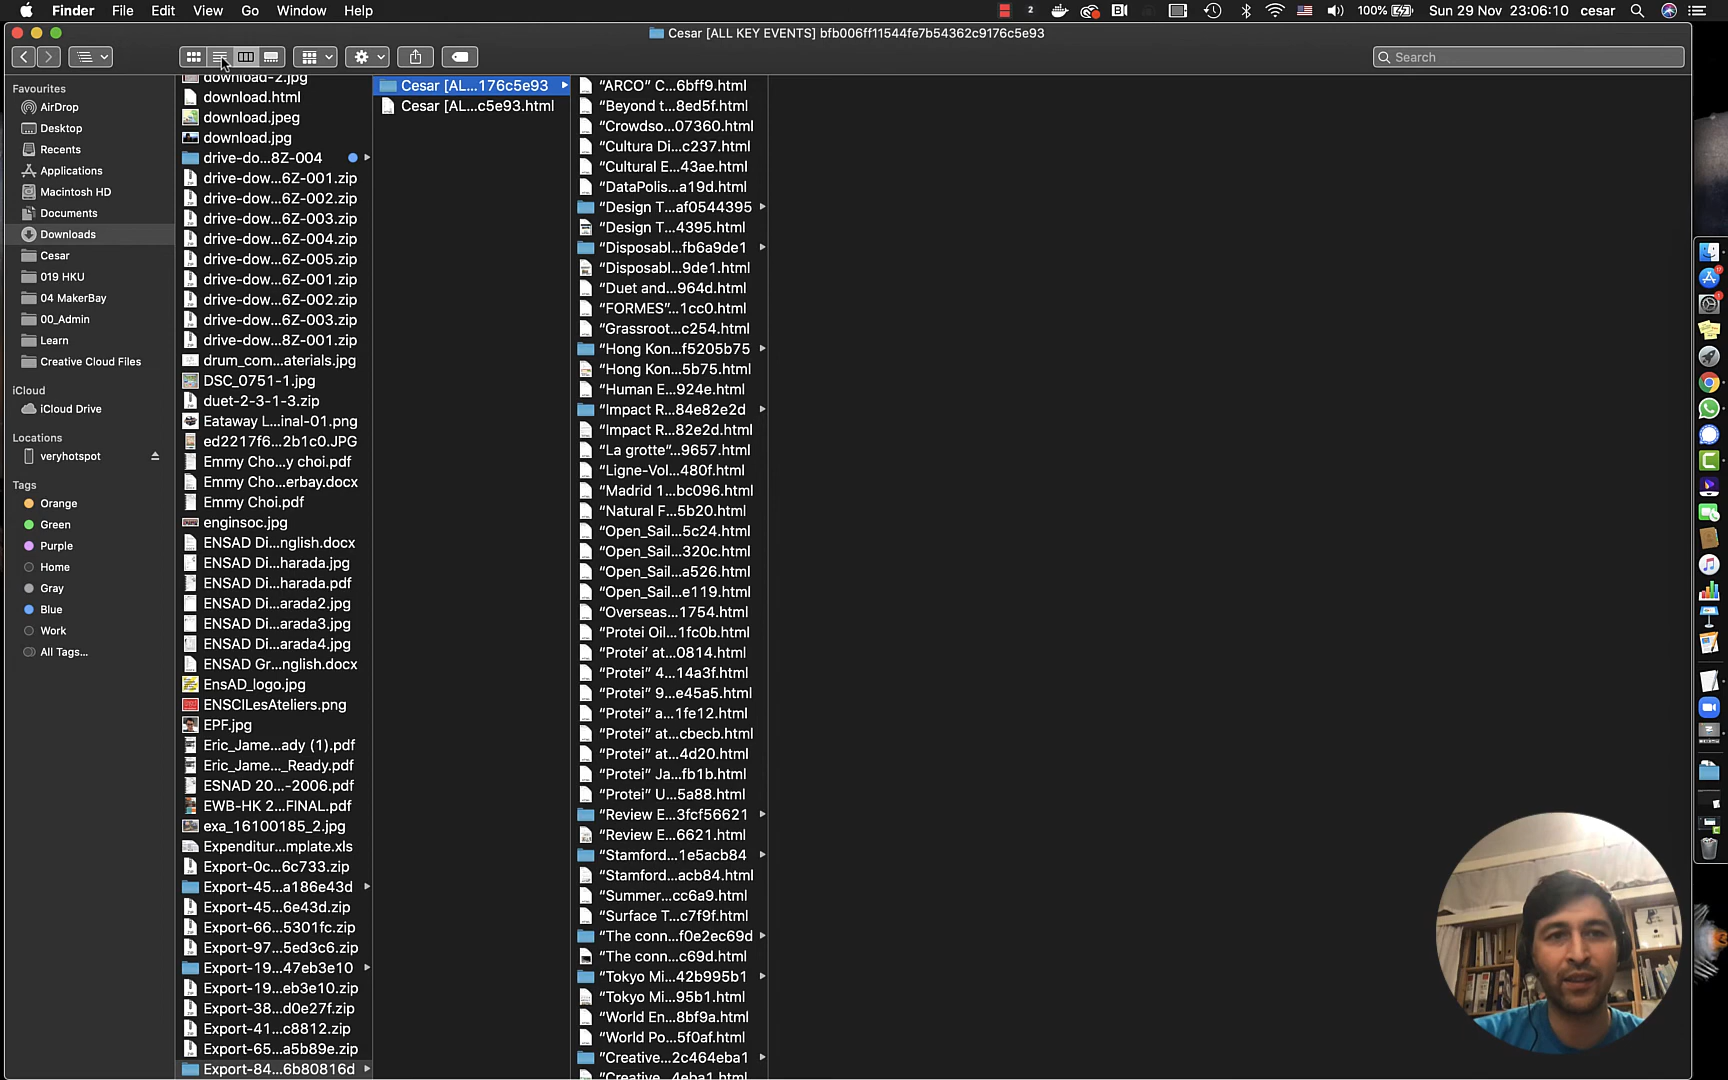 Finder File Edit View Go Window Help
2 100% Sun 29 Nov 23:06:10 cesar
Cesar [ALL KEY EVENTS] bfb006ff11544fe7b54362c9176c5e93
Search
Favourites
AirDrop
Desktop
Recents
Applications
Macintosh HD
Documents
Downloads
Cesar
019 HKU
04 MakerBay
00_Admin
Learn
Creative Cloud Files
iCloud
iCloud Drive
Locations
veryhotspot
Tags
Orange
Green
Purple
Home
Gray
Blue
Work
All Tags...
download-2.jpg
download.html
download.jpeg
download.jpg
drive-do...8Z-004
drive-dow...6Z-001.zip
drive-dow...6Z-002.zip
drive-dow...6Z-003.zip
drive-dow...6Z-004.zip
drive-dow...6Z-005.zip
drive-dow...6Z-001.zip
drive-dow...6Z-002.zip
drive-dow...6Z-003.zip
drive-dow...8Z-001.zip
drum_com...aterials.jpg
DSC_0751-1.jpg
duet-2-3-1-3.zip
Eataway L...inal-01.png
ed2217f6...2b1c0.JPG
Emmy Cho...y choi.pdf
Emmy Cho...erbay.docx
Emmy Choi.pdf
enginsoc.jpg
ENSAD Di...nglish.docx
ENSAD Di...harada.jpg
ENSAD Di...harada.pdf
ENSAD Di...arada2.jpg
ENSAD Di...arada3.jpg
ENSAD Di...arada4.jpg
ENSAD Gr...nglish.docx
EnsAD_logo.jpg
ENSCILesAteliers.png
EPF.jpg
Eric_Jame...ady (1).pdf
Eric_Jame..._Ready.pdf
ESNAD 20...-2006.pdf
EWB-HK 2...FINAL.pdf
exa_16100185_2.jpg
Expenditur...mplate.xls
Export-0c...6c733.zip
Export-45...a186e43d
Export-45...6e43d.zip
Export-66...5301fc.zip
Export-97...5ed3c6.zip
Export-19...47eb3e10
Export-19...eb3e10.zip
Export-38...d0e27f.zip
Export-41...c8812.zip
Export-65...a5b89e.zip
Export-84...6b80816d
Cesar [AL...176c5e93
Cesar [AL...c5e93.html
“ARCO” C...6bff9.html
“Beyond t...8ed5f.html
“Crowdso...07360.html
“Cultura Di...c237.html
“Cultural E...43ae.html
“DataPolis...a19d.html
“Design T...af0544395
“Design T...4395.html
“Disposabl...fb6a9de1
“Disposabl...9de1.html
“Duet and...964d.html
“FORMES”...1cc0.html
“Grassroot...c254.html
“Hong Kon...f5205b75
“Hong Kon...5b75.html
“Human E...924e.html
“Impact R...84e82e2d
“Impact R...82e2d.html
“La grotte”...9657.html
“Ligne-Vol...480f.html
“Madrid 1...bc096.html
“Natural F...5b20.html
“Open_Sail...5c24.html
“Open_Sail...320c.html
“Open_Sail...a526.html
“Open_Sail...e119.html
“Overseas...1754.html
“Protei Oil...1fc0b.html
“Protei’ at...0814.html
“Protei” 4...14a3f.html
“Protei” 9...e45a5.html
“Protei” a...1fe12.html
“Protei” at...cbecb.html
“Protei” at...4d20.html
“Protei” Ja...fb1b.html
“Protei” U...5a88.html
“Review E...3fcf56621
“Review E...6621.html
“Stamford...1e5acb84
“Stamford...acb84.html
“Summer...cc6a9.html
“Surface T...c7f9f.html
“The conn...f0e2ec69d
“The conn...c69d.html
“Tokyo Mi...42b995b1
“Tokyo Mi...95b1.html
“World En...8bf9a.html
“World Po...5f0af.html
“Creative...2c464eba1
“Creative...4eba1.html